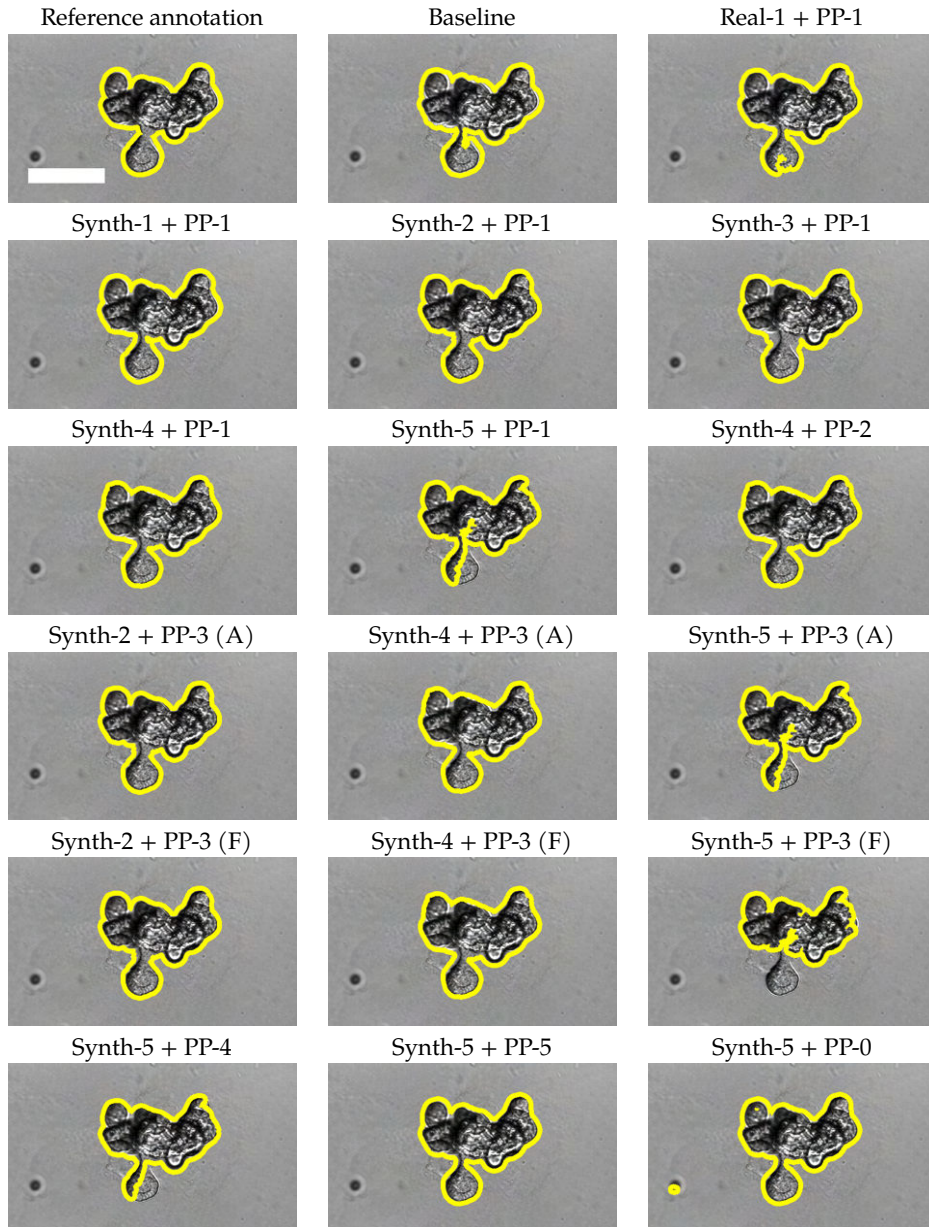 Reference annotation
Baseline
Real-1 + PP-1
Synth-1 + PP-1
Synth-2 + PP-1
Synth-3 + PP-1
Synth-4 + PP-1
Synth-5 + PP-1
Synth-4 + PP-2
Synth-2 + PP-3 (A)
Synth-4 + PP-3 (A)
Synth-5 + PP-3 (A)
Synth-2 + PP-3 (F)
Synth-4 + PP-3 (F)
Synth-5 + PP-3 (F)
Synth-5 + PP-4
Synth-5 + PP-5
Synth-5 + PP-0